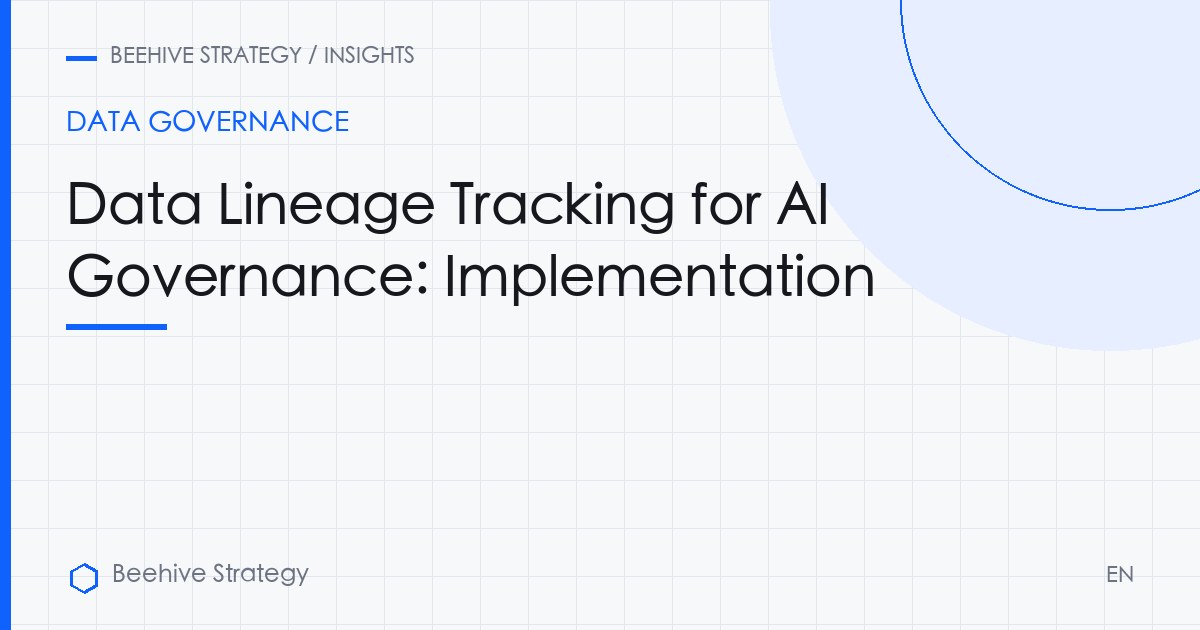 BEEHIVE STRATEGY / INSIGHTS
DATA GOVERNANCE
Data Lineage Tracking for AI
Governance: Implementation
Beehive Strategy
EN